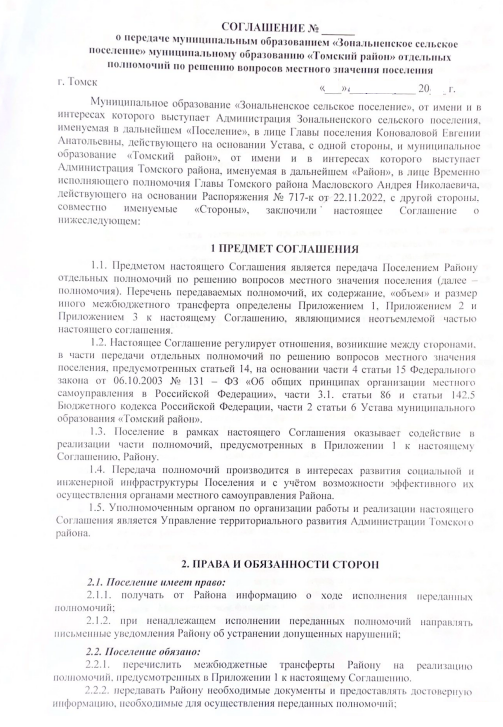 СОГЛАШЕНИЕ № ______
о передаче муниципальным образованием «Зональненское сельское
поселение» муниципальному образованию «Томский район» отдельных
полномочий по решению вопросов местного значения поселения
г. Томск «___»____________ 20__ г.
Муниципальное образование «Зональненское сельское поселение», от имени и в
интересах которого выступает Администрация Зональненского сельского поселения,
именуемая в дальнейшем «Поселение», в лице Главы поселения Коноваловой Евгении
Анатольевны, действующего на основании Устава, с одной стороны, и муниципальное
образование «Томский район», от имени и в интересах которого выступает
Администрация Томского района, именуемая в дальнейшем «Район», в лице Временно
исполняющего полномочия Главы Томского района Масловского Андрея Николаевича,
действующего на основании Распоряжения № 717-к от 22.11.2022, с другой стороны,
совместно именуемые «Стороны», заключили настоящее Соглашение о
нижеследующем:
1 ПРЕДМЕТ СОГЛАШЕНИЯ
1.1. Предметом настоящего Соглашения является передача Поселением Району
отдельных полномочий по решению вопросов местного значения поселения (далее –
полномочия). Перечень передаваемых полномочий, их содержание, «объем» и размер
иного межбюджетного трансферта определены Приложением 1, Приложением 2 и
Приложением 3 к настоящему Соглашению, являющимися неотъемлемой частью
настоящего соглашения.
1.2. Настоящее Соглашение регулирует отношения, возникшие между сторонами,
в части передачи отдельных полномочий по решению вопросов местного значения
поселения, предусмотренных статьей 14, на основании части 4 статьи 15 Федерального
закона от 06.10.2003 № 131 – ФЗ «Об общих принципах организации местного
самоуправления в Российской Федерации», части 3.1. статьи 86 и статьи 142.5
Бюджетного кодекса Российской Федерации, части 2 статьи 6 Устава муниципального
образования «Томский район».
1.3. Поселение в рамках настоящего Соглашения оказывает содействие в
реализации части полномочий, предусмотренных в Приложении 1 к настоящему
Соглашению, Району.
1.4. Передача полномочий производится в интересах развития социальной и
инженерной инфраструктуры Поселения и с учётом возможности эффективного их
осуществления органами местного самоуправления Района.
1.5. Уполномоченным органом по организации работы и реализации настоящего
Соглашения является Управление территориального развития Администрации Томского
района.
2. ПРАВА И ОБЯЗАННОСТИ СТОРОН
2.1. Поселение имеет право:
2.1.1. получать от Района информацию о ходе исполнения переданных
полномочий;
2.1.2. при ненадлежащем исполнении переданных полномочий направлять
письменные уведомления Району об устранении допущенных нарушений;
2.2. Поселение обязано:
2.2.1. перечислить межбюджетные трансферты Району на реализацию
полномочий, предусмотренных в Приложении 1 к настоящему Соглашению.
2.2.2. передавать Району необходимые документы и предоставлять достоверную
информацию, необходимые для осуществления переданных полномочий;